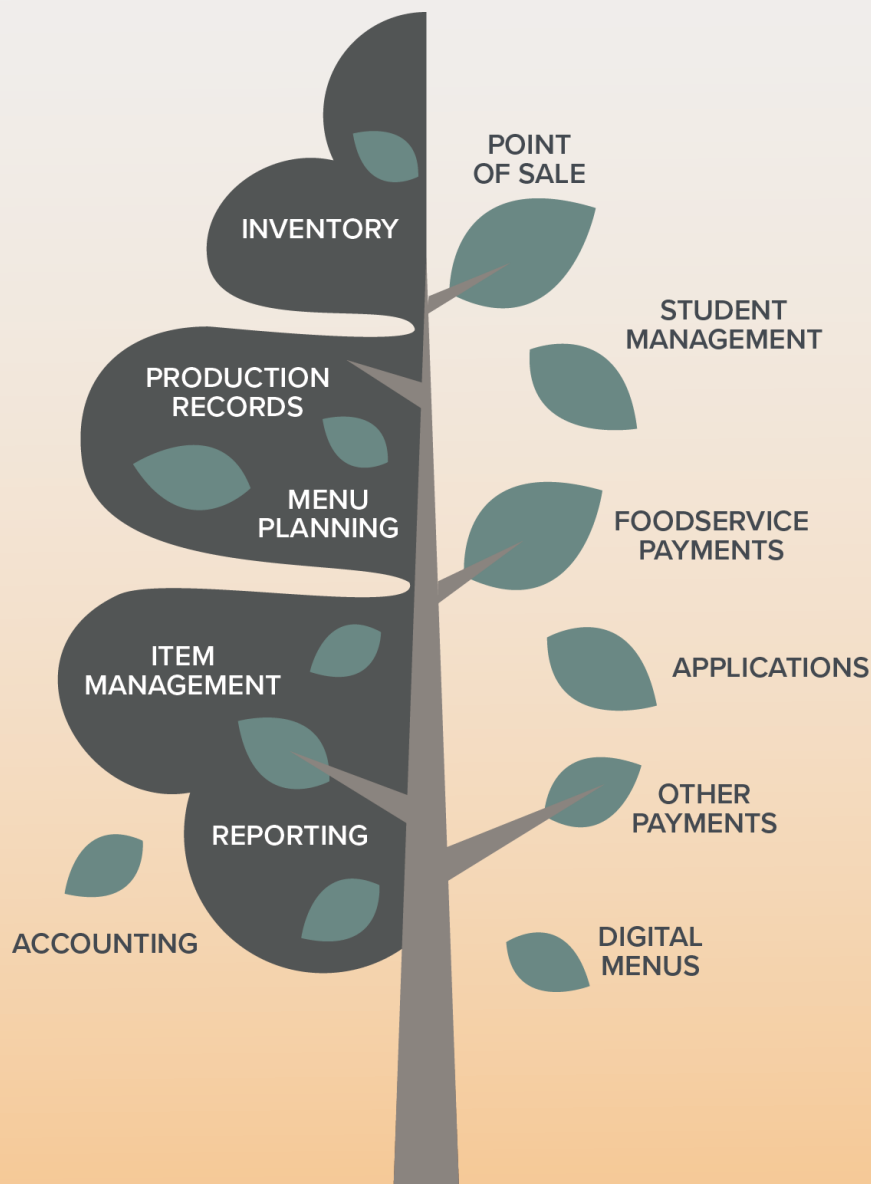 POINT
OF SALE
INVENTORY
STUDENT
MANAGEMENT
PRODUCTION
RECORDS
MENU
PLANNING
FOODSERVICE
PAYMENTS
ITEM
MANAGEMENT
APPLICATIONS
OTHER
PAYMENTS
REPORTING
ACCOUNTING
DIGITAL
MENUS